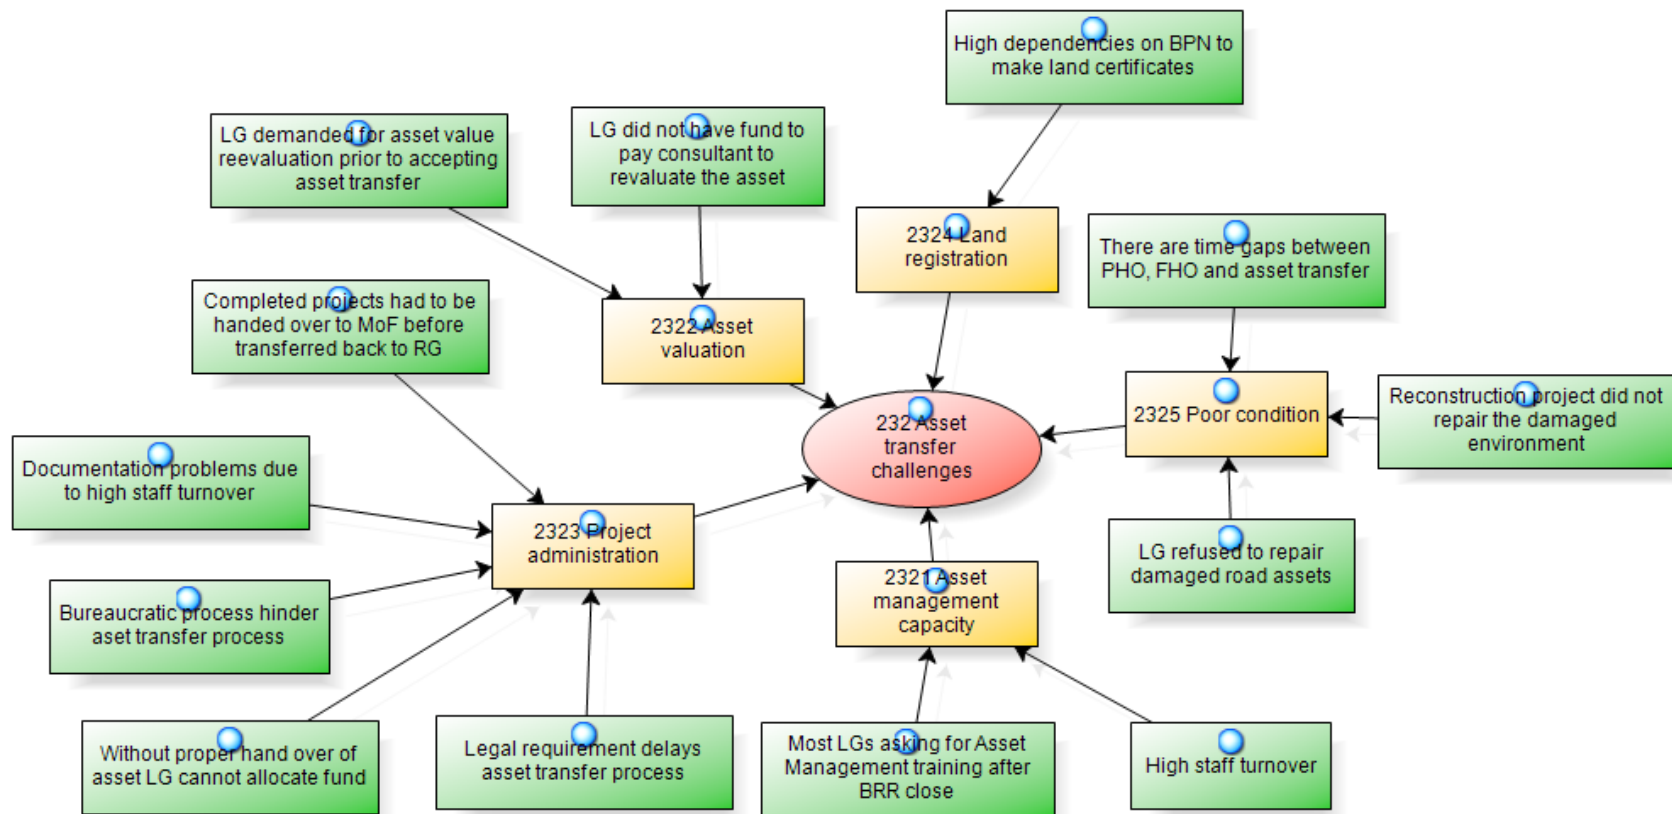 High dependencies on BPN to
make land certificates
LG demanded for asset value
reevaluation prior to accepting
asset transfer
LG did not have fund to
pay consultant to
revaluate the asset
2324 Land
registration
There are time gaps between
PHO, FHO and asset transfer
Completed projects had to be
handed over to MoF before
transferred back to RG
2322 Asset
valuation
2325 Poor condition
Reconstruction project did not
repair the damaged
environment
232 Asset
transfer
challenges
Documentation problems due
to high staff turnover
2323 Project
administration
LG refused to repair
damaged road assets
2321 Asset
management
capacity
Bureaucratic process hinder
aset transfer process
Without proper hand over of
asset LG cannot allocate fund
Legal requirement delays
asset transfer process
Most LGs asking for Asset
Management training after
BRR close
High staff turnover